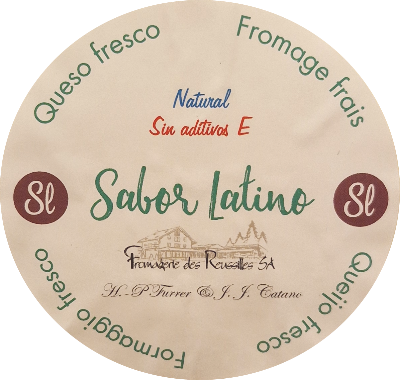 Queso fresco
Fromage frais
Natural
Sin aditivos E
Sl
Sabor Latino
Sl
Fromagerie des Reussilles SA
H.-P Furrer & J. J. Catano
Formaggio fresco
Queijo fresco